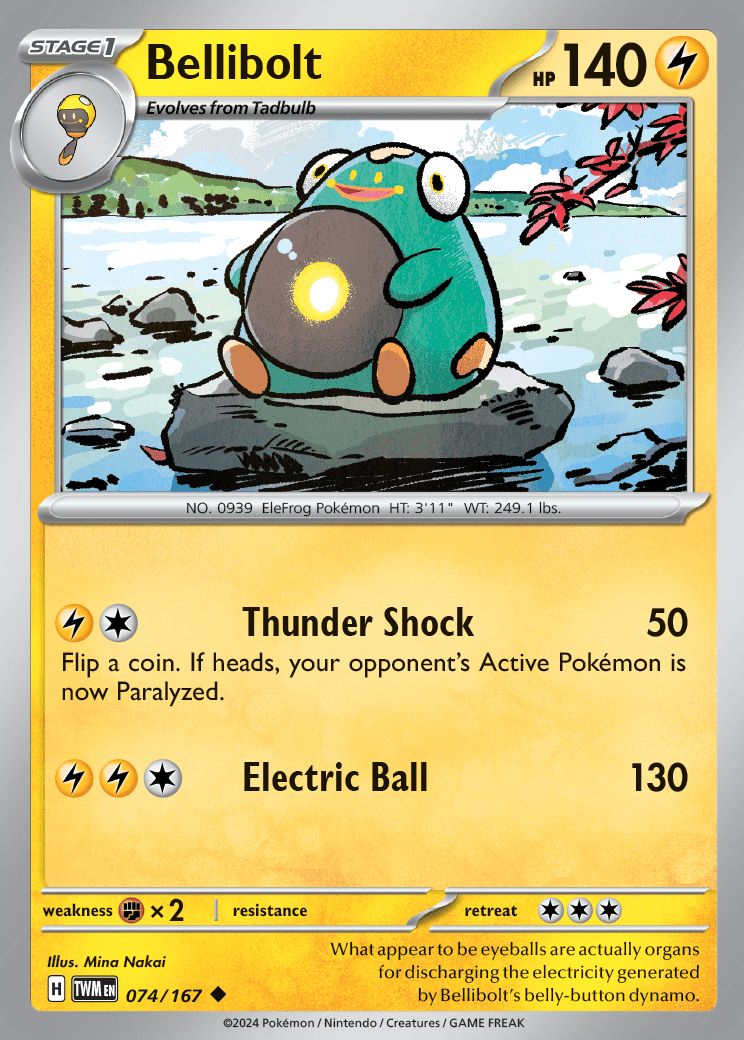 STAGE1
Bellibolt
HP 140
Evolves from Tadbulb
NO. 0939 EleFrog Pokémon HT: 3'11" WT: 249.1 lbs.
Thunder Shock 50
Flip a coin. If heads, your opponent's Active Pokémon is
now Paralyzed.
Electric Ball 130
weakness ×2 resistance retreat
Illus. Mina Nakai
What appear to be eyeballs are actually organs
for discharging the electricity generated
by Bellibolt's belly-button dynamo.
H TWM EN 074/167
©2024 Pokémon / Nintendo / Creatures / GAME FREAK